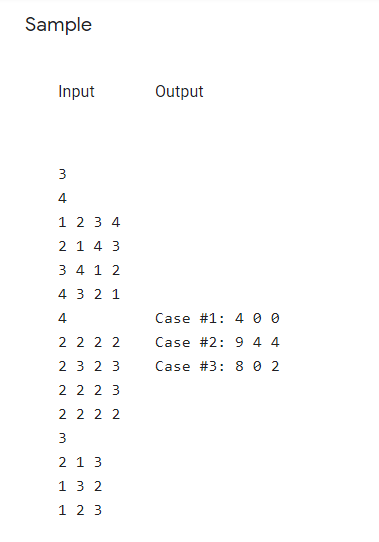 Sample
Input Output
3
4
1 2 3 4
2 1 4 3
3 4 1 2
4 3 2 1
4 Case #1: 4 0 0
2 2 2 2 Case #2: 9 4 4
2 3 2 3 Case #3: 8 0 2
2 2 2 3
2 2 2 2
3
2 1 3
1 3 2
1 2 3